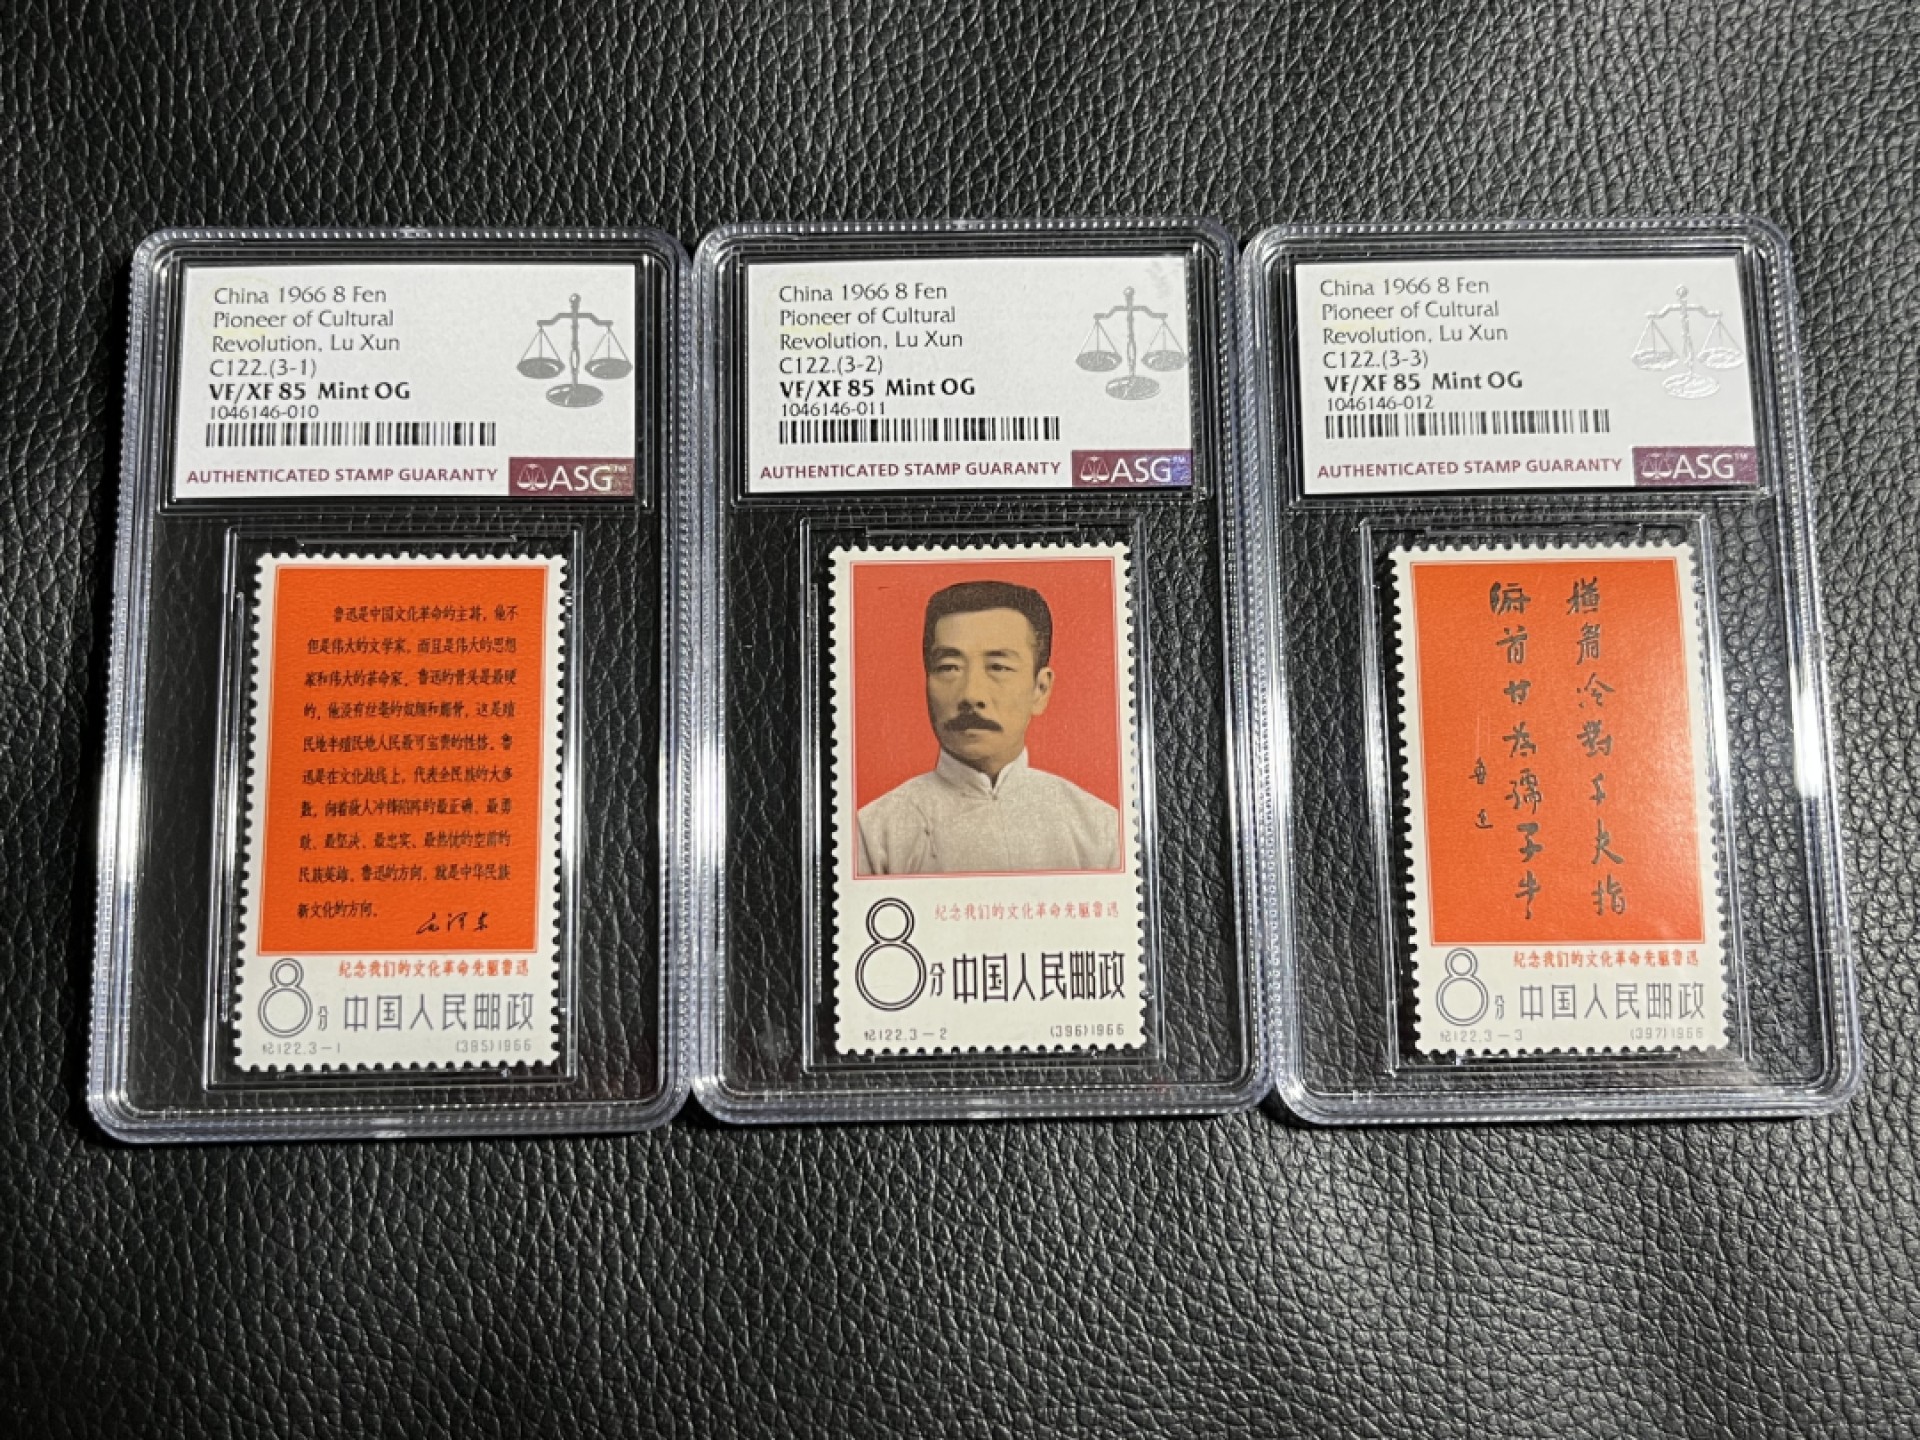 China 1966 8 Fen
Pioneer of Cultural
Revolution, Lu Xun
C122.(3-1)
VF/XF 85 Mint OG
1046146-010
AUTHENTICATED STAMP GUARANTY ASG™
鲁迅是中国文化革命的主将，他不
但是伟大的文学家，而且是伟大的思想
家和伟大的革命家。鲁迅的骨头是最硬
的，他没有丝毫的奴颜和媚骨，这是殖
民地半殖民地人民最可宝贵的性格。鲁
迅是在文化战线上，代表全民族的大多
数，向着敌人冲锋陷阵的最正确、最勇
敢、最坚决、最忠实、最热忱的空前的
民族英雄。鲁迅的方向，就是中华民族
新文化的方向。
毛泽东
纪念我们的文化革命先驱鲁迅
8分 中国人民邮政
纪122.3-1 (395)1966
China 1966 8 Fen
Pioneer of Cultural
Revolution, Lu Xun
C122.(3-2)
VF/XF 85 Mint OG
1046146-011
AUTHENTICATED STAMP GUARANTY ASG™
纪念我们的文化革命先驱鲁迅
8分 中国人民邮政
纪122.3-2 (396)1966
China 1966 8 Fen
Pioneer of Cultural
Revolution, Lu Xun
C122.(3-3)
VF/XF 85 Mint OG
1046146-012
AUTHENTICATED STAMP GUARANTY ASG™
横眉冷對千夫指
俯首甘为孺子牛
鲁迅
纪念我们的文化革命先驱鲁迅
8分 中国人民邮政
纪122.3-3 (397)1966